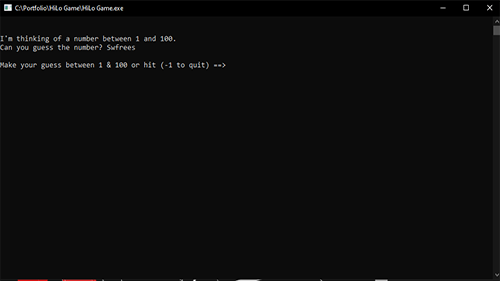 C:\Portfolio\HiLo Game\HiLo Game.exe
I'm thinking of a number between 1 and 100.
Can you guess the number? Swfrees
Make your guess between 1 & 100 or hit (-1 to quit) ==>